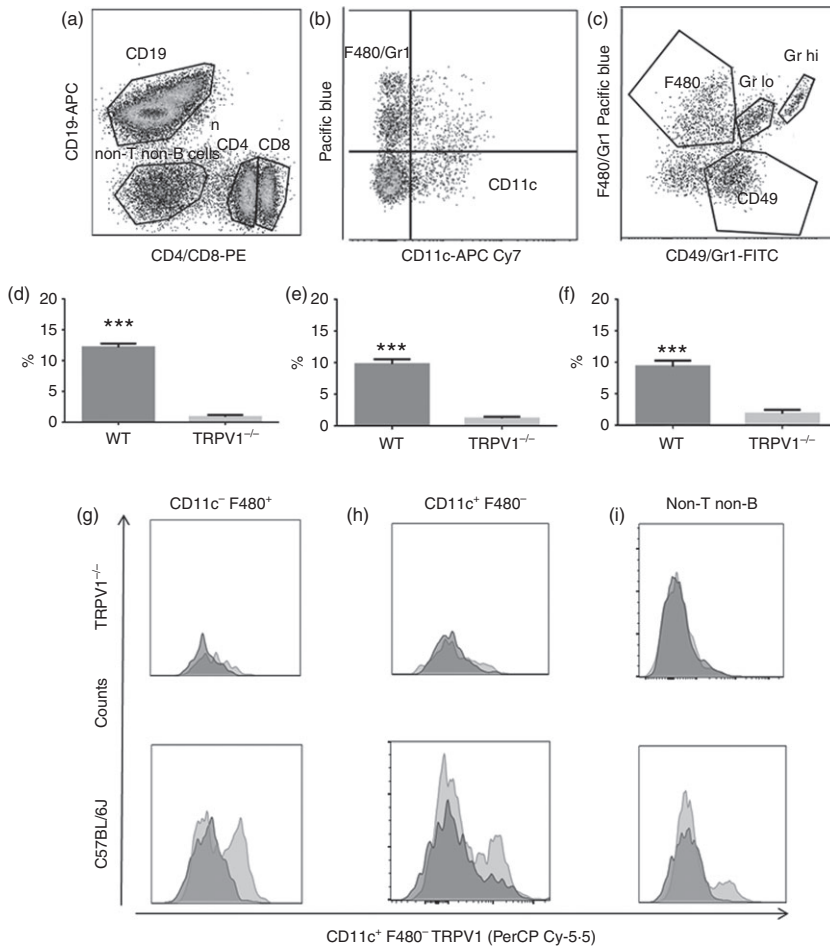 (a)
CD19
CD19-APC
n
non-T non-B cells
CD4
CD8
CD4/CD8-PE
(b)
F480/Gr1
Pacific blue
CD11c
CD11c-APC Cy7
(c)
Gr hi
F480
Gr lo
F480/Gr1 Pacific blue
CD49
CD49/Gr1-FITC
(d)
20
15
10
5
0
%
***
WT
TRPV1–/–
(e)
20
15
10
5
0
%
***
WT
TRPV1–/–
(f)
20
15
10
5
0
%
***
WT
TRPV1–/–
(g)
CD11c– F480+
(h)
CD11c+ F480–
(i)
Non-T non-B
TRPV1–/–
Counts
C57BL/6J
CD11c+ F480– TRPV1 (PerCP Cy-5·5)